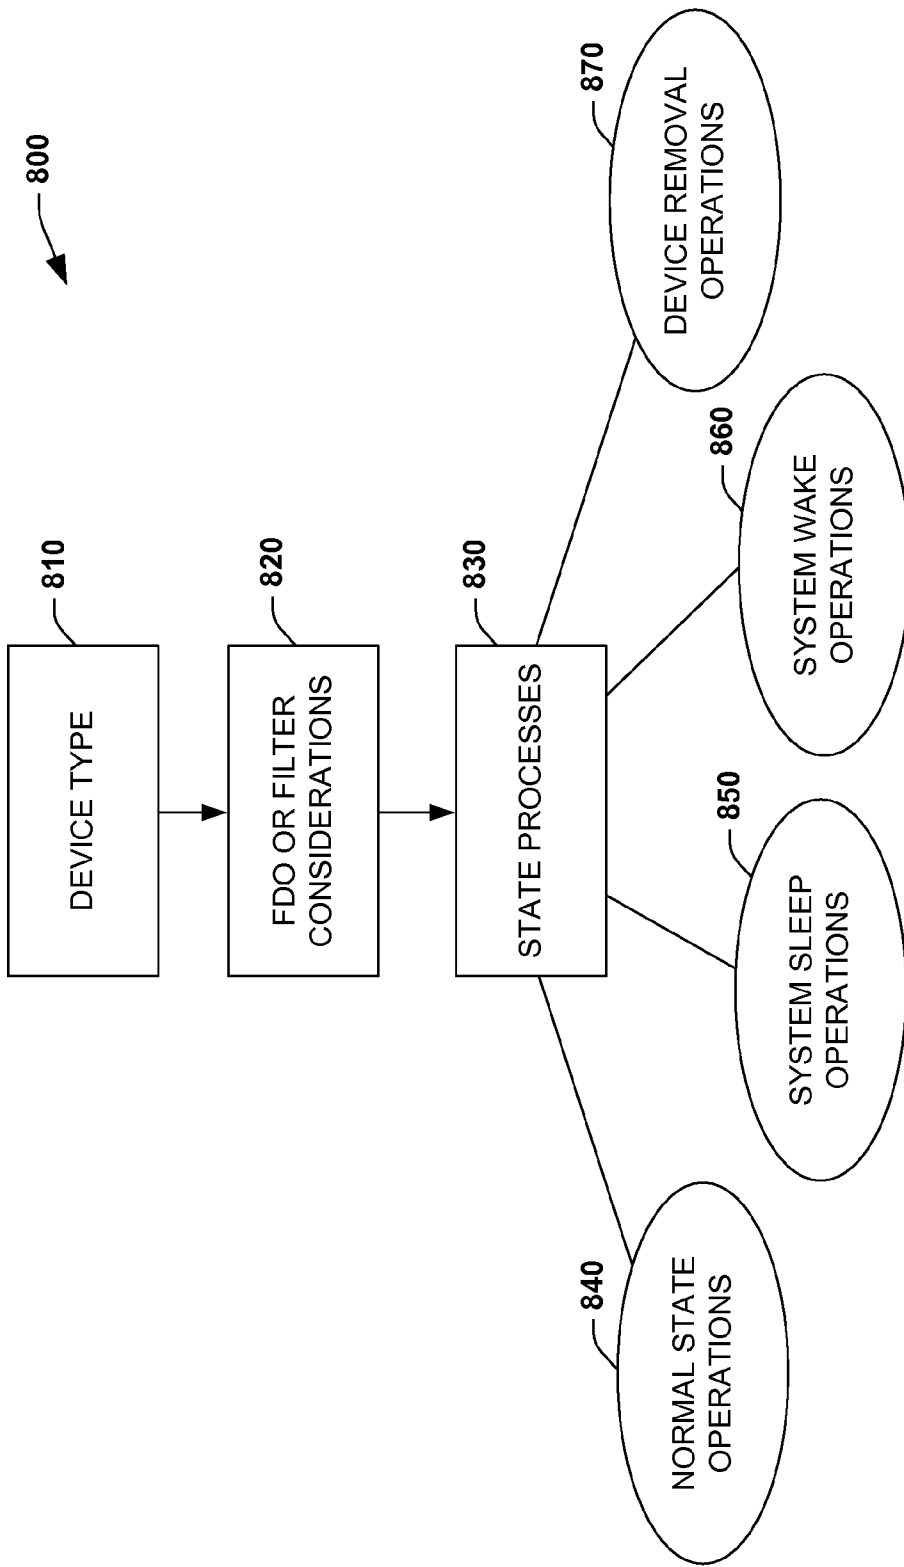 800
810
DEVICE TYPE
820
FDO OR FILTER
CONSIDERATIONS
830
STATE PROCESSES
840
NORMAL STATE
OPERATIONS
850
SYSTEM SLEEP
OPERATIONS
860
SYSTEM WAKE
OPERATIONS
870
DEVICE REMOVAL
OPERATIONS